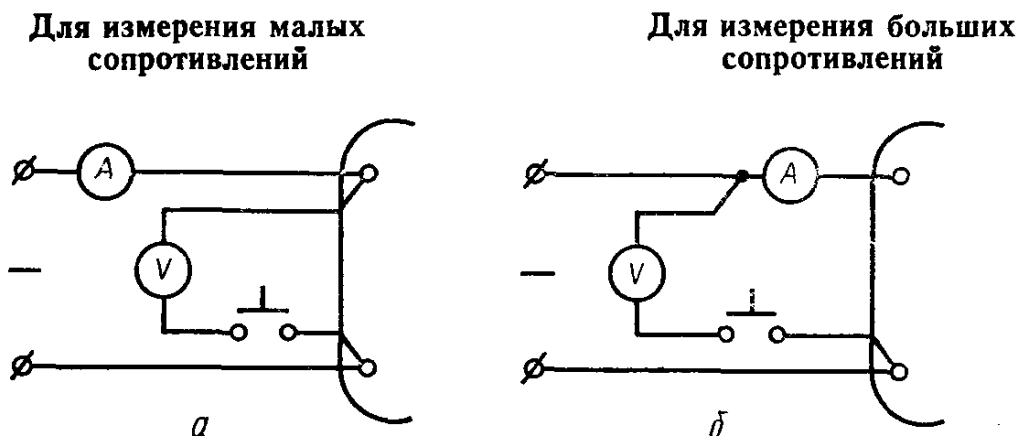 Для измерения малых
сопротивлений
Для измерения больших
сопротивлений
A
A
V
V
а
б